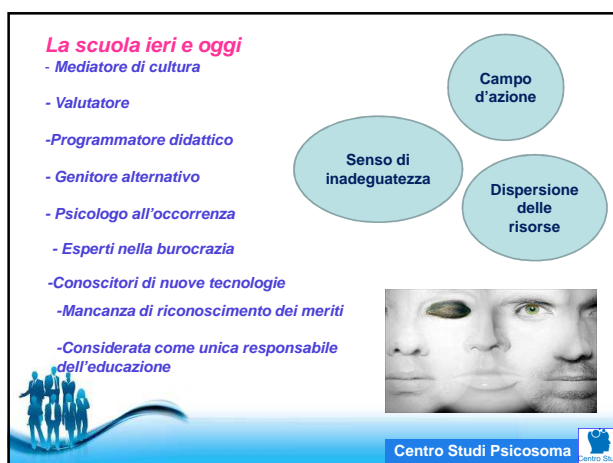 La scuola ieri e oggi
- Mediatore di cultura
- Valutatore
-Programmatore didattico
- Genitore alternativo
- Psicologo all'occorrenza
- Esperti nella burocrazia
-Conoscitori di nuove tecnologie
-Mancanza di riconoscimento dei meriti
-Considerata come unica responsabile
dell'educazione
Campo
d'azione
Senso di
inadeguatezza
Dispersione
delle
risorse
Centro Studi Psicosoma
Centro Stu